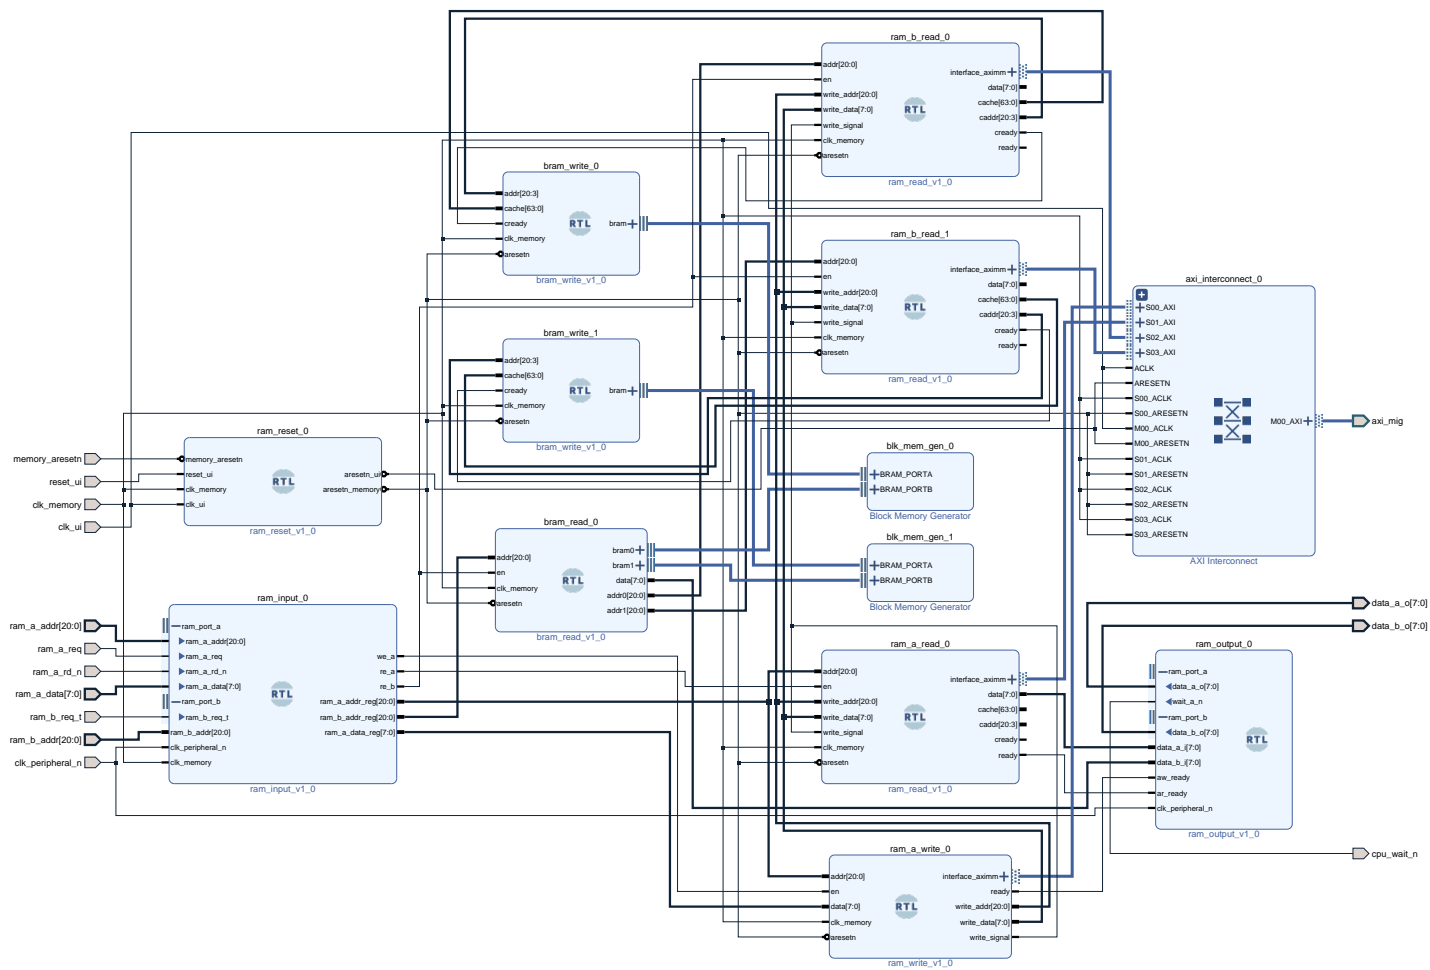 ram_b_read_0
addr[20:0]
en
write_addr[20:0]
write_data[7:0]
write_signal
clk_memory
aresetn
interface_aximm
data[7:0]
cache[63:0]
caddr[20:3]
cready
ready
RTL
ram_read_v1_0
bram_write_0
addr[20:3]
cache[63:0]
cready
clk_memory
aresetn
bram
RTL
bram_write_v1_0
ram_b_read_1
addr[20:0]
en
write_addr[20:0]
write_data[7:0]
write_signal
clk_memory
aresetn
interface_aximm
data[7:0]
cache[63:0]
caddr[20:3]
cready
ready
RTL
ram_read_v1_0
bram_write_1
addr[20:3]
cache[63:0]
cready
clk_memory
aresetn
bram
RTL
bram_write_v1_0
axi_interconnect_0
S00_AXI
S01_AXI
S02_AXI
S03_AXI
ACLK
ARESETN
S00_ACLK
S00_ARESETN
M00_ACLK
M00_ARESETN
S01_ACLK
S01_ARESETN
S02_ACLK
S02_ARESETN
S03_ACLK
S03_ARESETN
M00_AXI
AXI Interconnect
axi_mig
memory_aresetn
reset_ui
clk_memory
clk_ui
ram_reset_0
memory_aresetn
reset_ui
clk_memory
clk_ui
aresetn_ui
aresetn_memory
RTL
ram_reset_v1_0
blk_mem_gen_0
BRAM_PORTA
BRAM_PORTB
Block Memory Generator
bram_read_0
addr[20:0]
en
clk_memory
aresetn
bram0
bram1
data[7:0]
addr0[20:0]
addr1[20:0]
RTL
bram_read_v1_0
blk_mem_gen_1
BRAM_PORTA
BRAM_PORTB
Block Memory Generator
ram_a_addr[20:0]
ram_a_req
ram_a_rd_n
ram_a_data[7:0]
ram_b_req_t
ram_b_addr[20:0]
clk_peripheral_n
ram_input_0
ram_port_a
ram_a_addr[20:0]
ram_a_req
ram_a_rd_n
ram_a_data[7:0]
ram_port_b
ram_b_req_t
ram_b_addr[20:0]
clk_peripheral_n
clk_memory
we_a
re_a
re_b
ram_a_addr_reg[20:0]
ram_b_addr_reg[20:0]
ram_a_data_reg[7:0]
RTL
ram_input_v1_0
ram_a_read_0
addr[20:0]
en
write_addr[20:0]
write_data[7:0]
write_signal
clk_memory
aresetn
interface_aximm
data[7:0]
cache[63:0]
caddr[20:3]
cready
ready
RTL
ram_read_v1_0
data_a_o[7:0]
data_b_o[7:0]
ram_output_0
ram_port_a
data_a_o[7:0]
wait_a_n
ram_port_b
data_b_o[7:0]
data_a_i[7:0]
data_b_i[7:0]
aw_ready
ar_ready
clk_peripheral_n
RTL
ram_output_v1_0
cpu_wait_n
ram_a_write_0
addr[20:0]
en
data[7:0]
clk_memory
aresetn
interface_aximm
ready
write_addr[20:0]
write_data[7:0]
write_signal
RTL
ram_write_v1_0